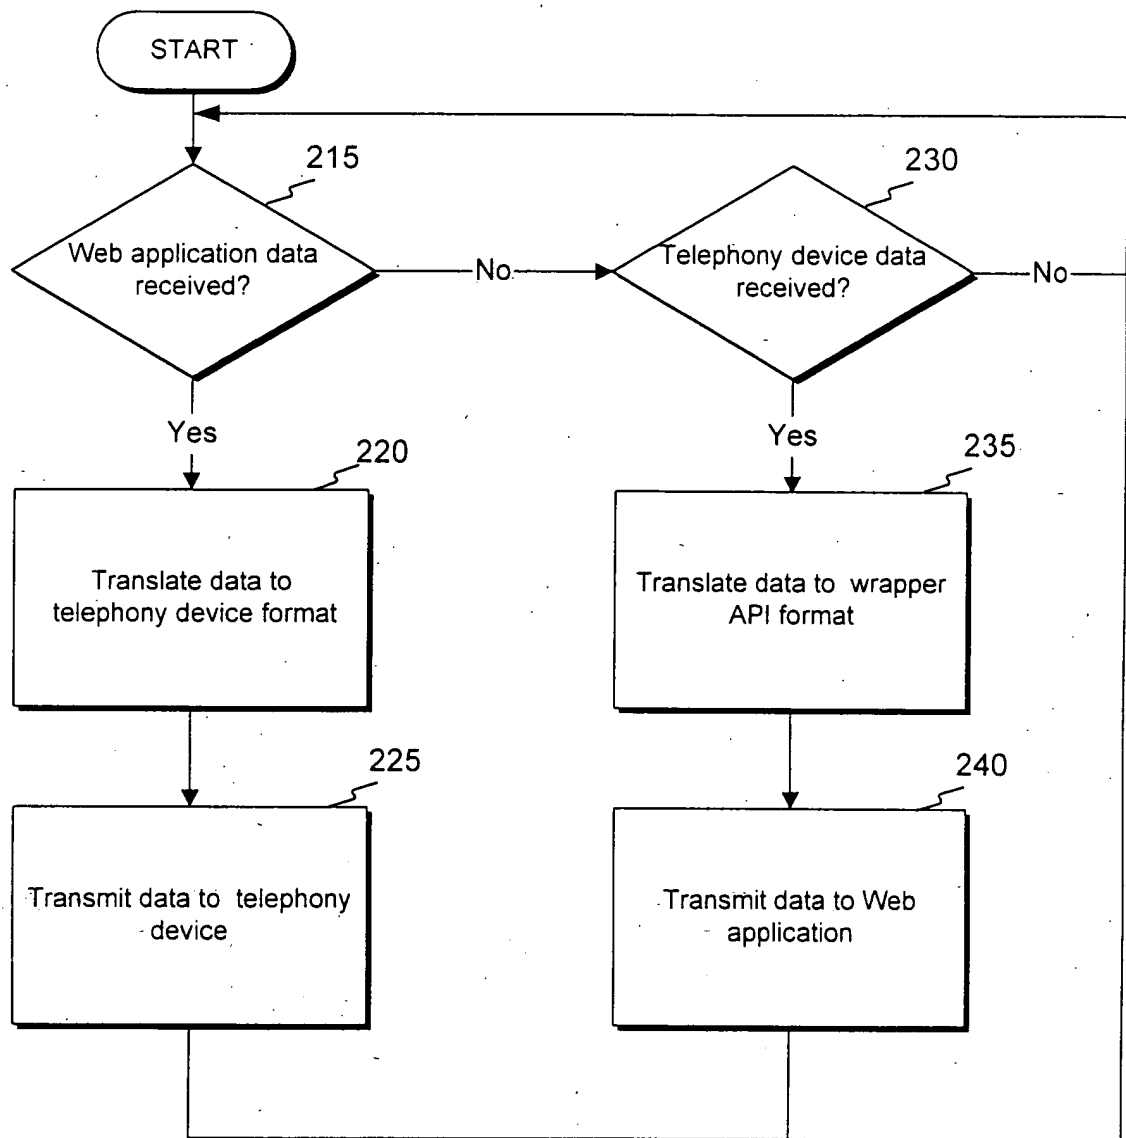 START
215
230
Web application data
received?
No
Telephony device data
received?
No
Yes
Yes
220
235
Translate data to
telephony device format
Translate data to wrapper
API format
225
240
Transmit data to telephony
device
Transmit data to Web
application